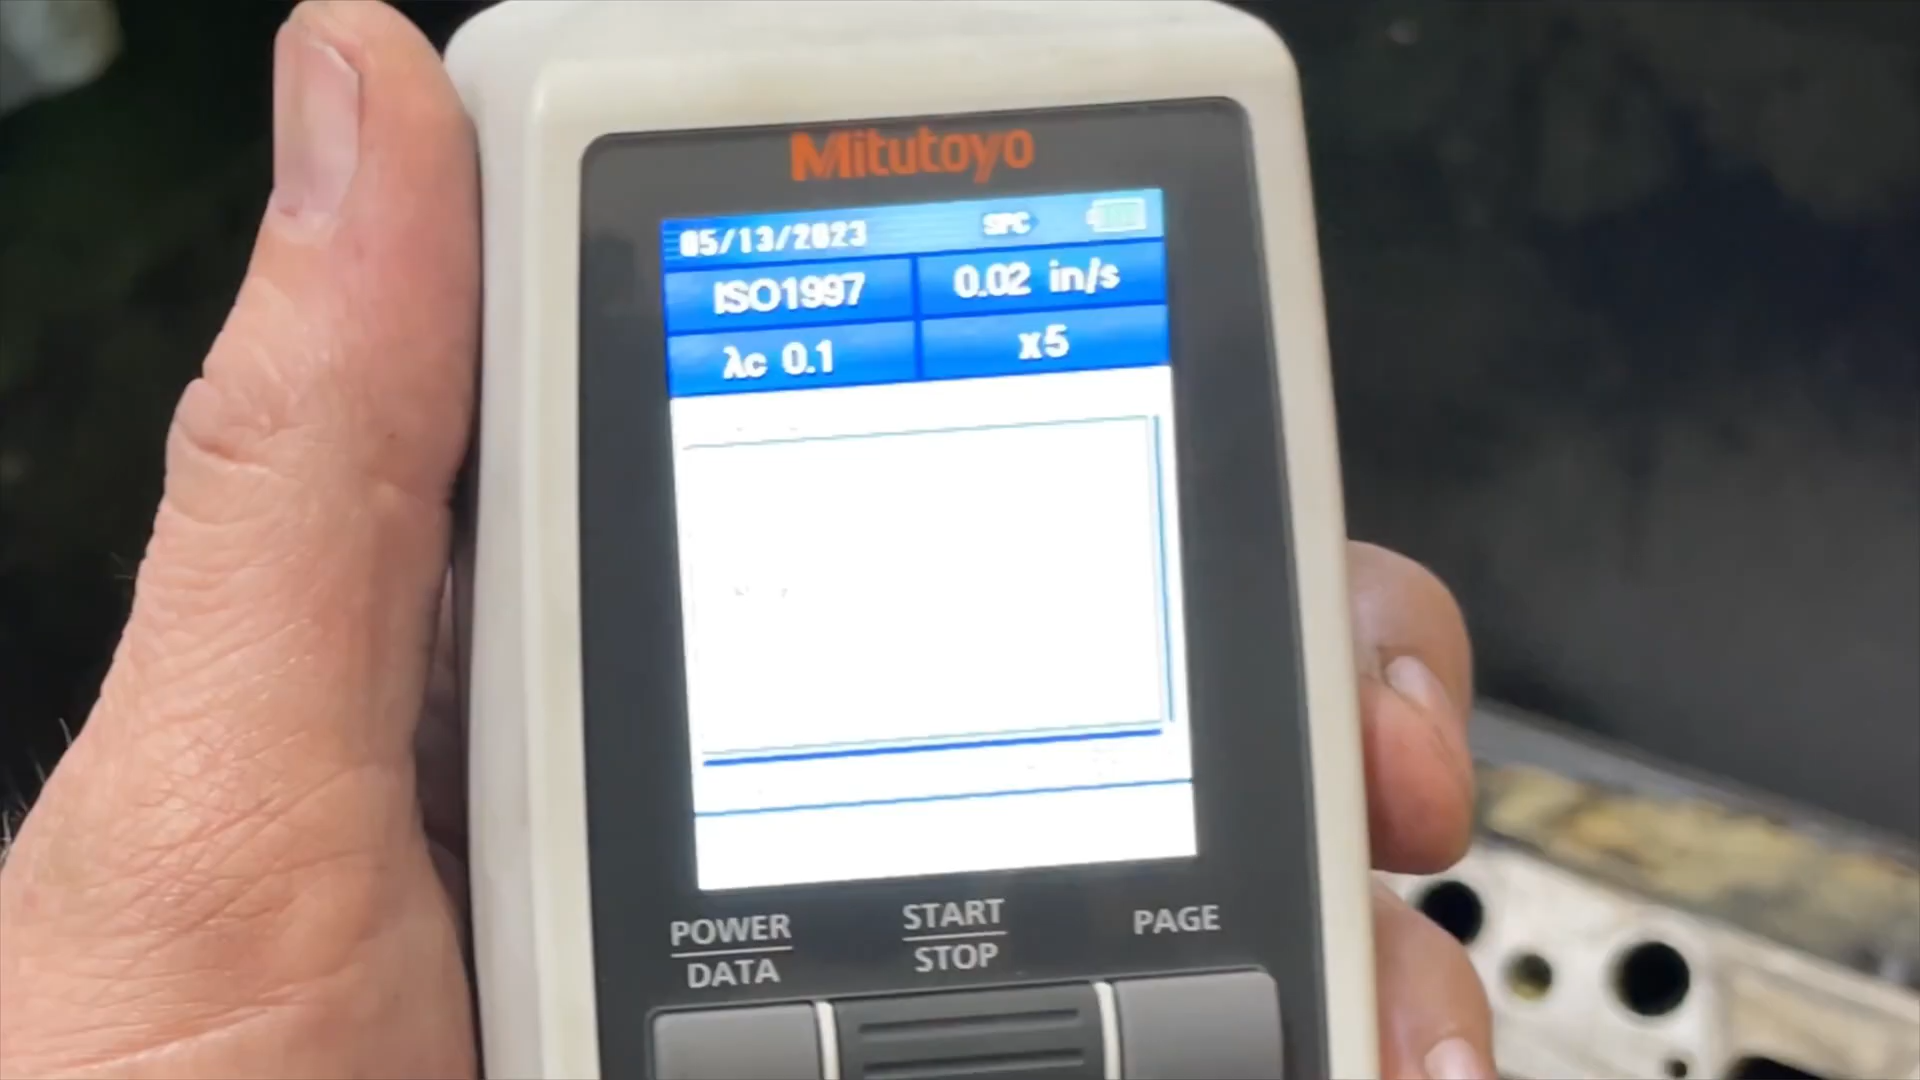 Mitutoyo
05/13/2023 SPC
ISO1997 0.02 in/s
λc 0.1 x5
POWER START PAGE
DATA STOP